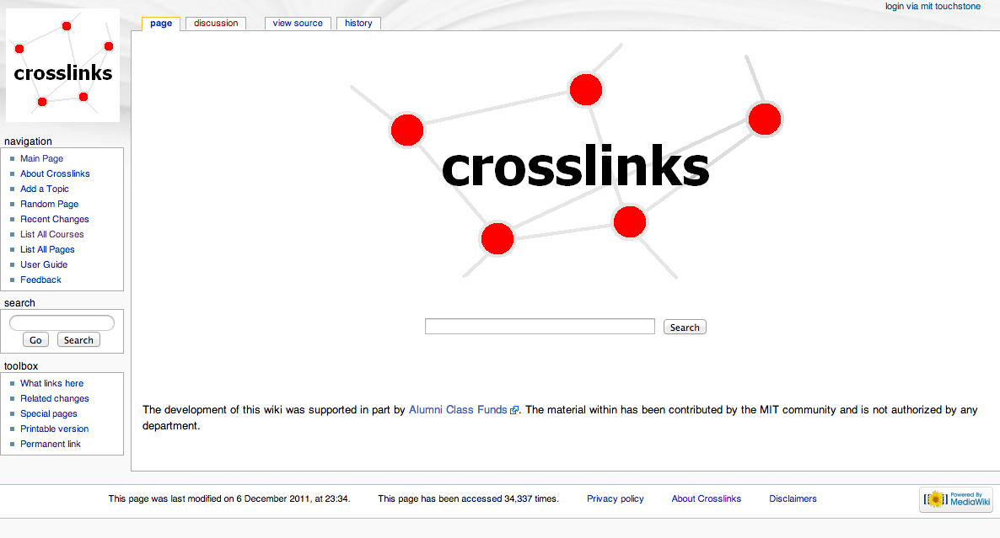 login via mit touchstone
page discussion view source history
crosslinks
crosslinks
navigation
Main Page
About Crosslinks
Add a Topic
Random Page
Recent Changes
List All Courses
List All Pages
User Guide
Feedback
search
Go Search
Search
toolbox
What links here
Related changes
Special pages
Printable version
Permanent link
The development of this wiki was supported in part by Alumni Class Funds. The material within has been contributed by the MIT community and is not authorized by any
department.
This page was last modified on 6 December 2011, at 23:34. This page has been accessed 34,337 times. Privacy policy About Crosslinks Disclaimers
Powered By
MediaWiki